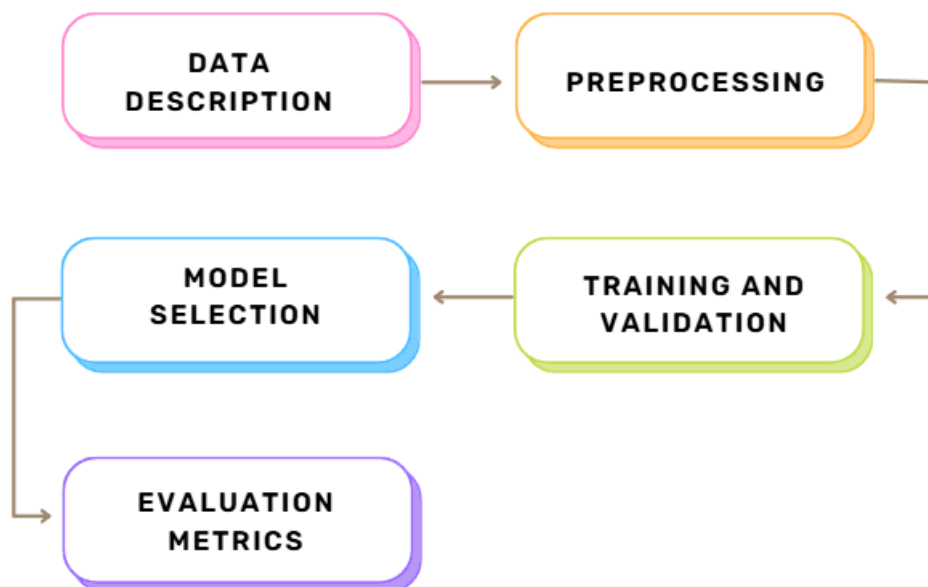 DATA
DESCRIPTION
PREPROCESSING
TRAINING AND
VALIDATION
MODEL
SELECTION
EVALUATION
METRICS